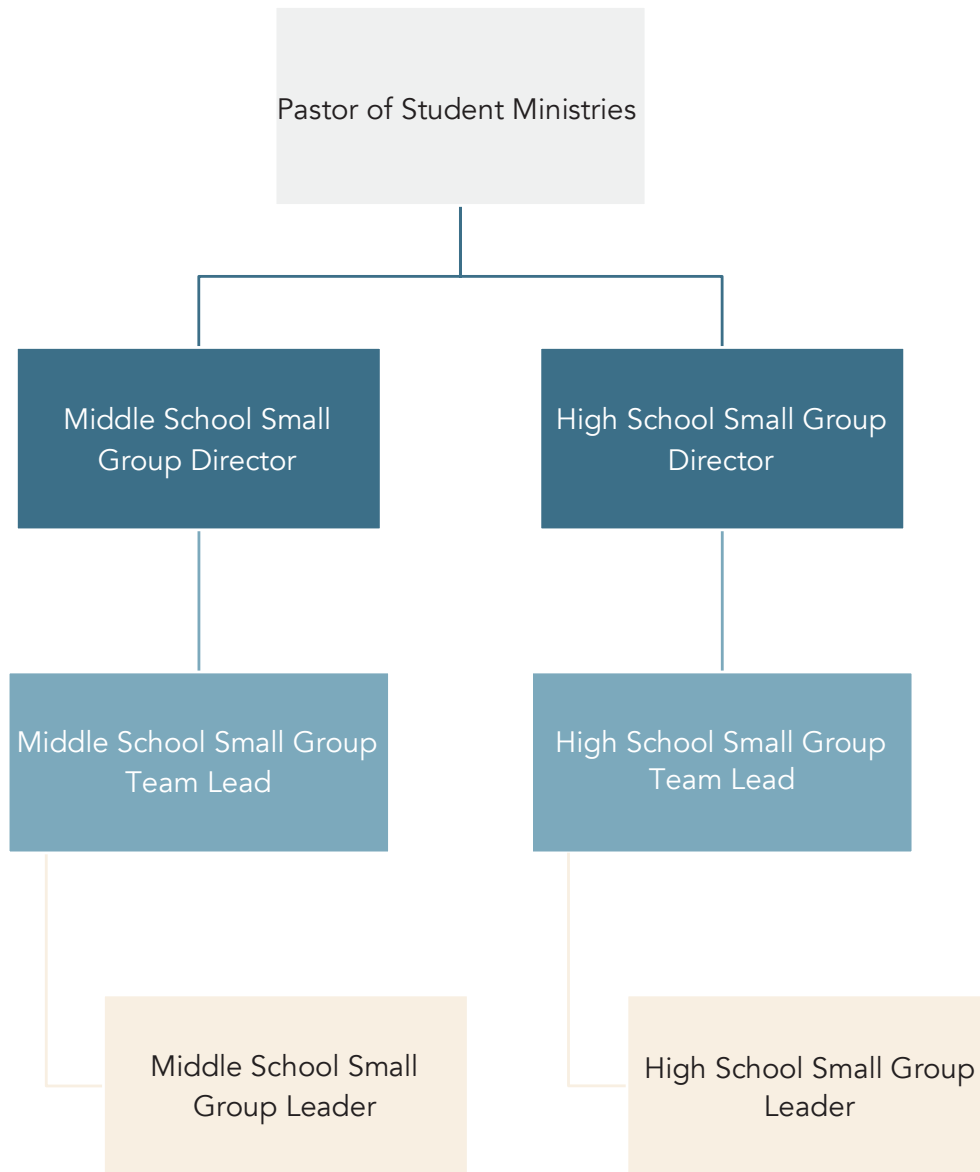 Pastor of Student Ministries
Middle School Small
Group Director
High School Small Group
Director
Middle School Small Group
Team Lead
High School Small Group
Team Lead
Middle School Small
Group Leader
High School Small Group
Leader